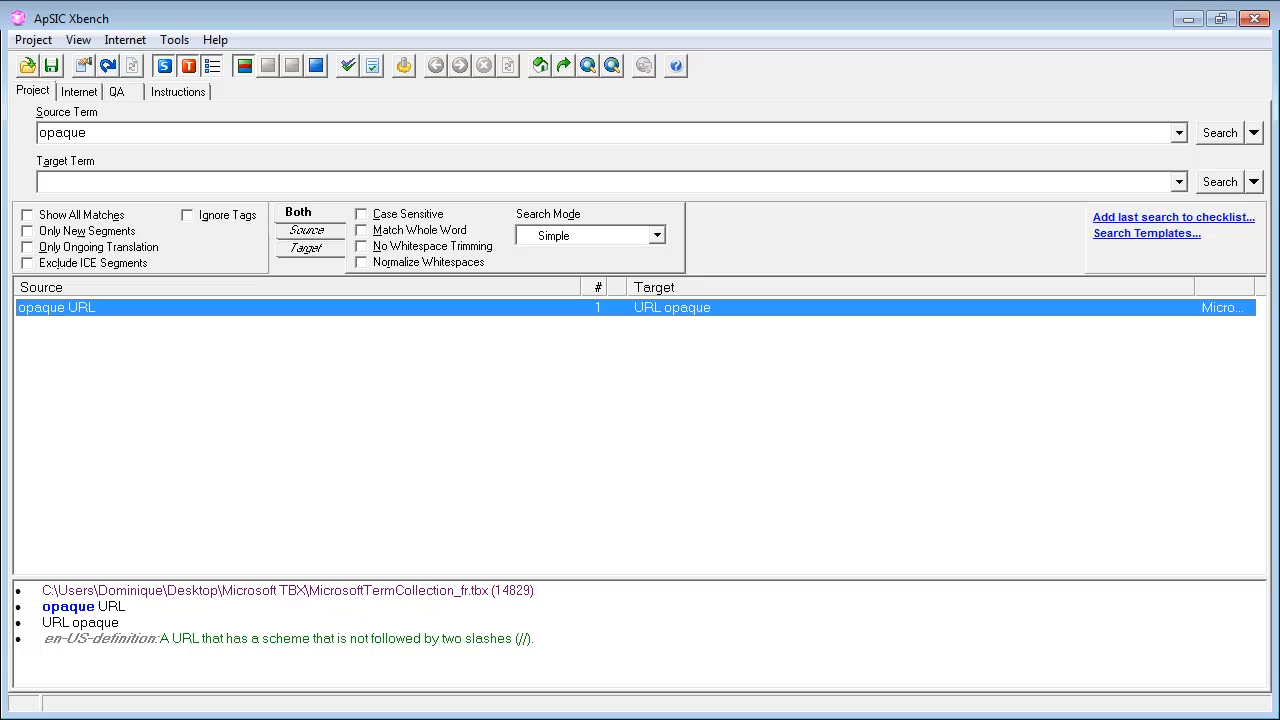 ApSIC Xbench
Project View Internet Tools Help
Project Internet QA Instructions
Source Term
opaque Search
Target Term
Search
Show All Matches Ignore Tags Both Case Sensitive Search Mode
Only New Segments Source Match Whole Word Simple
Only Ongoing Translation Target No Whitespace Trimming
Exclude ICE Segments Normalize Whitespaces
Add last search to checklist...
Search Templates...
Source # Target
opaque URL 1 URL opaque Micro...
C:\Users\Dominique\Desktop\Microsoft TBX\MicrosoftTermCollection_fr.tbx (14829)
opaque URL
URL opaque
en-US-definition: A URL that has a scheme that is not followed by two slashes (//).